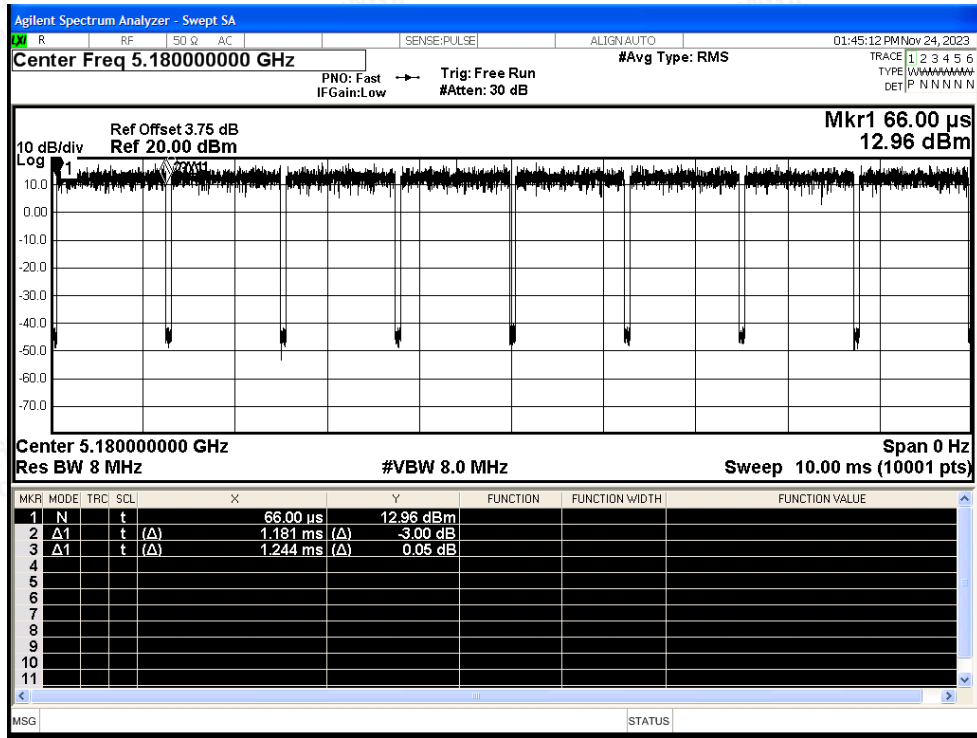 Agilent Spectrum Analyzer - Swept SA
LXI R RF 50 Ω AC SENSE:PULSE ALIGN AUTO 01:45:12 PM Nov 24, 2023
Center Freq 5.180000000 GHz #Avg Type: RMS TRACE 1 2 3 4 5 6
PNO: Fast Trig: Free Run TYPE WWWWWW
IFGain:Low #Atten: 30 dB DET P N N N N N
Ref Offset 3.75 dB Mkr1 66.00 µs
10 dB/div Ref 20.00 dBm 12.96 dBm
Log
1
10.0
0.00
-10.0
-20.0
-30.0
-40.0
-50.0
-60.0
-70.0
Center 5.180000000 GHz Span 0 Hz
Res BW 8 MHz #VBW 8.0 MHz Sweep 10.00 ms (10001 pts)
MKR MODE TRC SCL X Y FUNCTION FUNCTION WIDTH FUNCTION VALUE
1 N t 66.00 µs 12.96 dBm
2 Δ1 t (Δ) 1.181 ms (Δ) -3.00 dB
3 Δ1 t (Δ) 1.244 ms (Δ) 0.05 dB
4
5
6
7
8
9
10
11
MSG STATUS